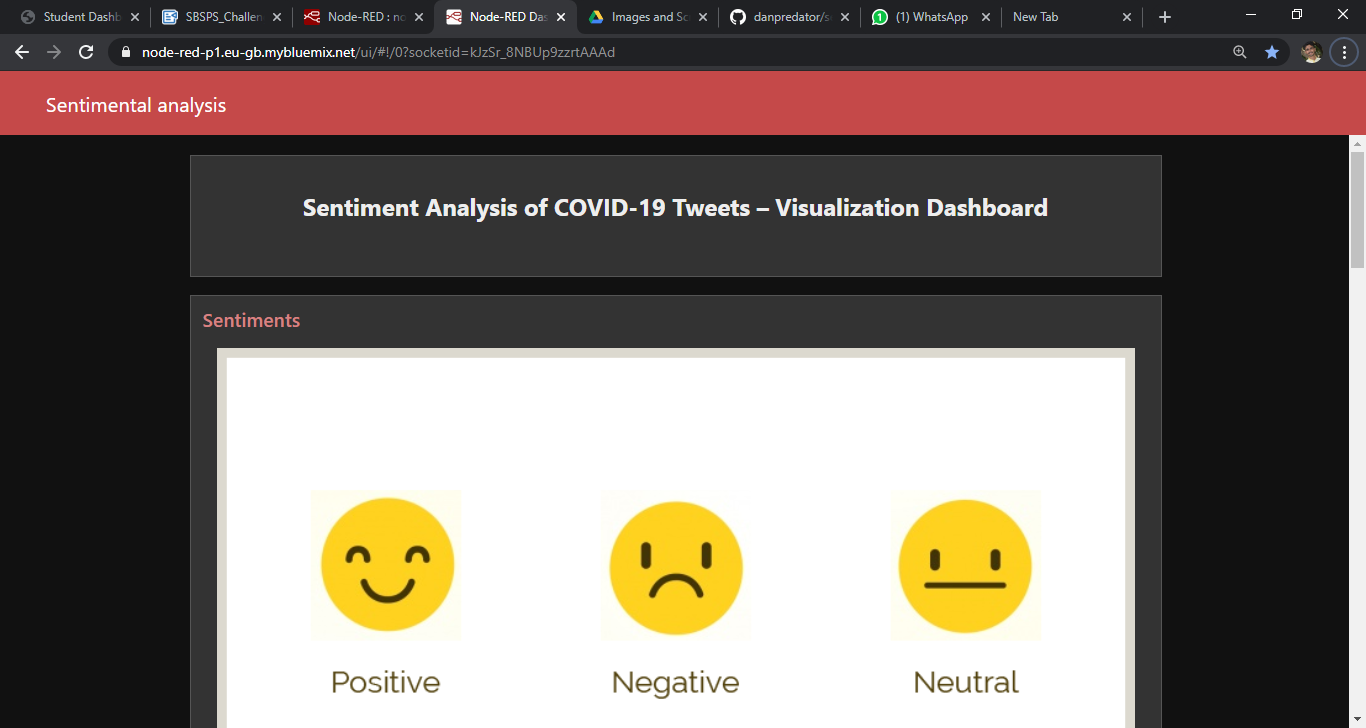 Student Dashb
SBSPS_Challen
Node-RED : no
Node-RED Das
Images and Sc
danpredator/se
(1) WhatsApp
New Tab
node-red-p1.eu-gb.mybluemix.net/ui/#!/0?socketid=kJzSr_8NBUp9zzrtAAAd
Sentimental analysis
Sentiment Analysis of COVID-19 Tweets – Visualization Dashboard
Sentiments
Positive
Negative
Neutral